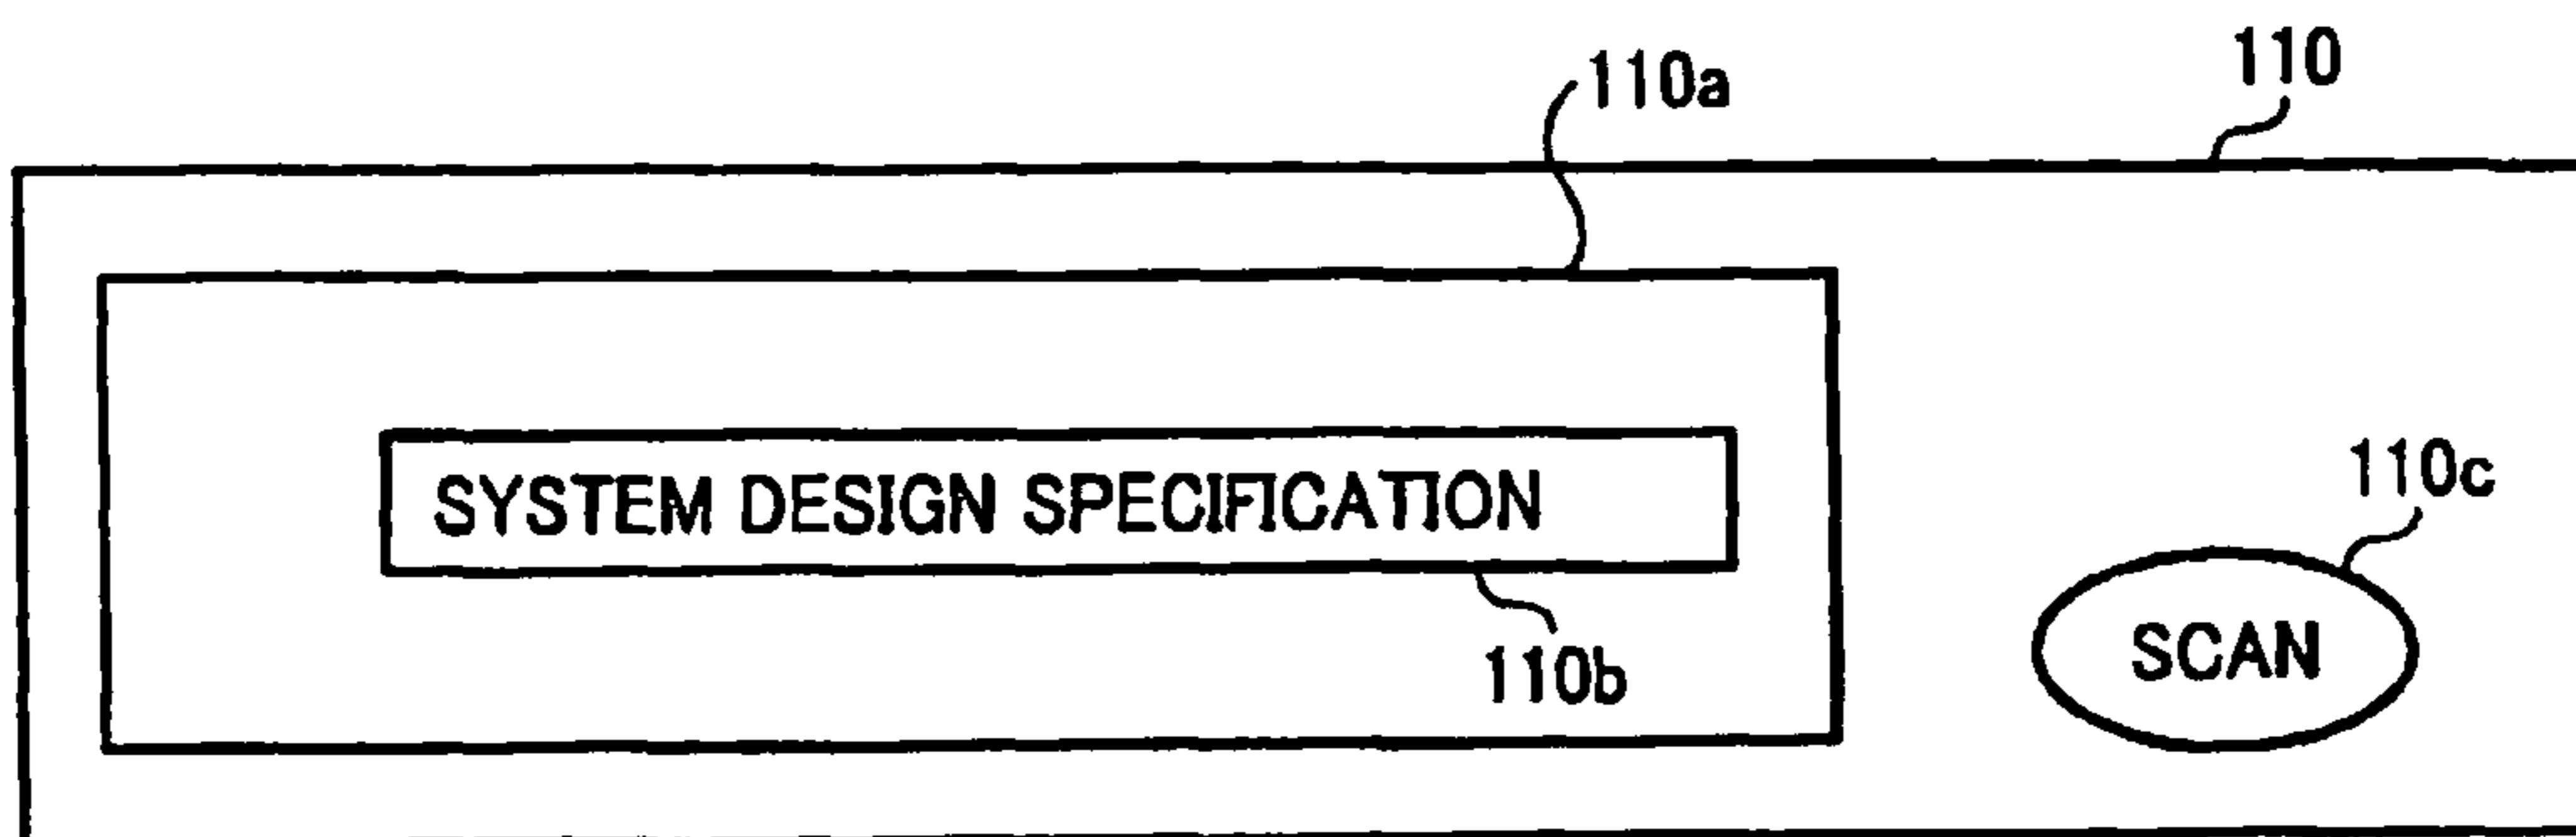 110
110a
SYSTEM DESIGN SPECIFICATION
110c
SCAN
110b